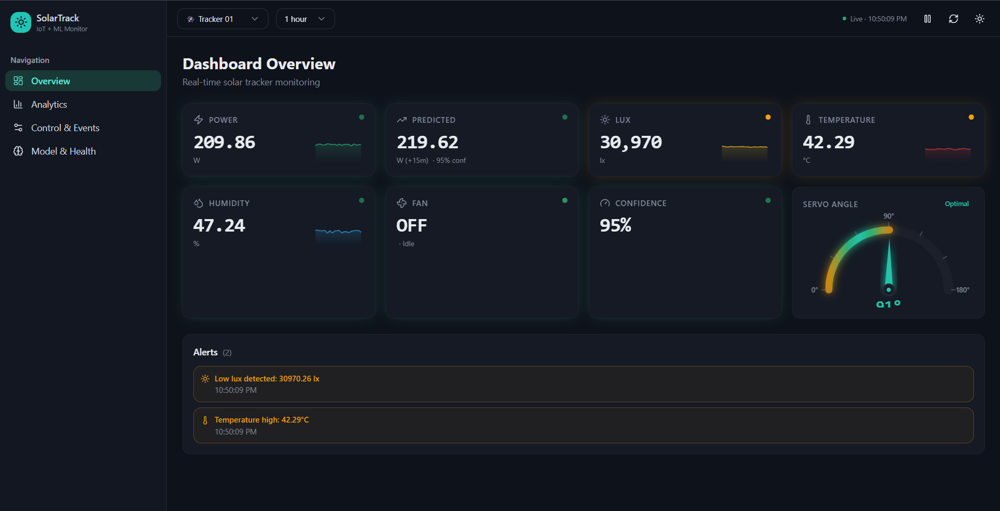 SolarTrack
IoT + ML Monitor
Navigation
Overview
Analytics
Control & Events
Model & Health
Tracker 01
1 hour
Live · 10:50:09 PM
Dashboard Overview
Real-time solar tracker monitoring
POWER
209.86
W
PREDICTED
219.62
W (+15m) · 95% conf
LUX
30,970
lx
TEMPERATURE
42.29
°C
HUMIDITY
47.24
%
FAN
OFF
· Idle
CONFIDENCE
95%
SERVO ANGLE
Optimal
90°
0°
180°
91°
Alerts (2)
Low lux detected: 30970.26 lx
10:50:09 PM
Temperature high: 42.29°C
10:50:09 PM